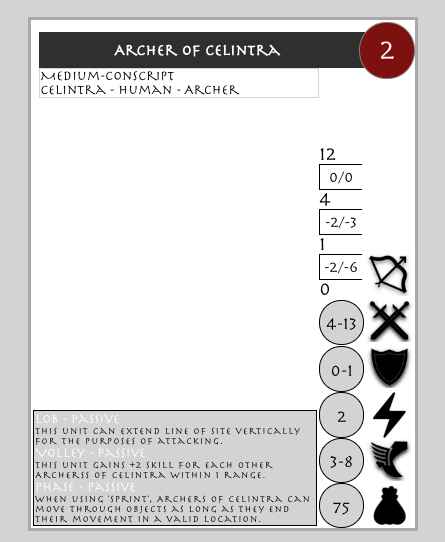 ARCHER OF CELINTRA
2
MEDIUM-CONSCRIPT
CELINTRA - HUMAN - ARCHER
12
0/0
4
-2/-3
1
-2/-6
0
4-13
0-1
2
3-8
75
LOB - PASSIVE
THIS UNIT CAN EXTEND LINE OF SITE VERTICALLY
FOR THE PURPOSES OF ATTACKING.
VOLLEY - PASSIVE
THIS UNIT GAINS +2 SKILL FOR EACH OTHER
ARCHERSF OF CELINTRA WITHIN 1 RANGE.
PHASE - PASSIVE
WHEN USING 'SPRINT', ARCHERS OF CELINTRA CAN
MOVE THROUGH OBJECTS AS LONG AS THEY END
THEIR MOVEMENT IN A VALID LOCATION.